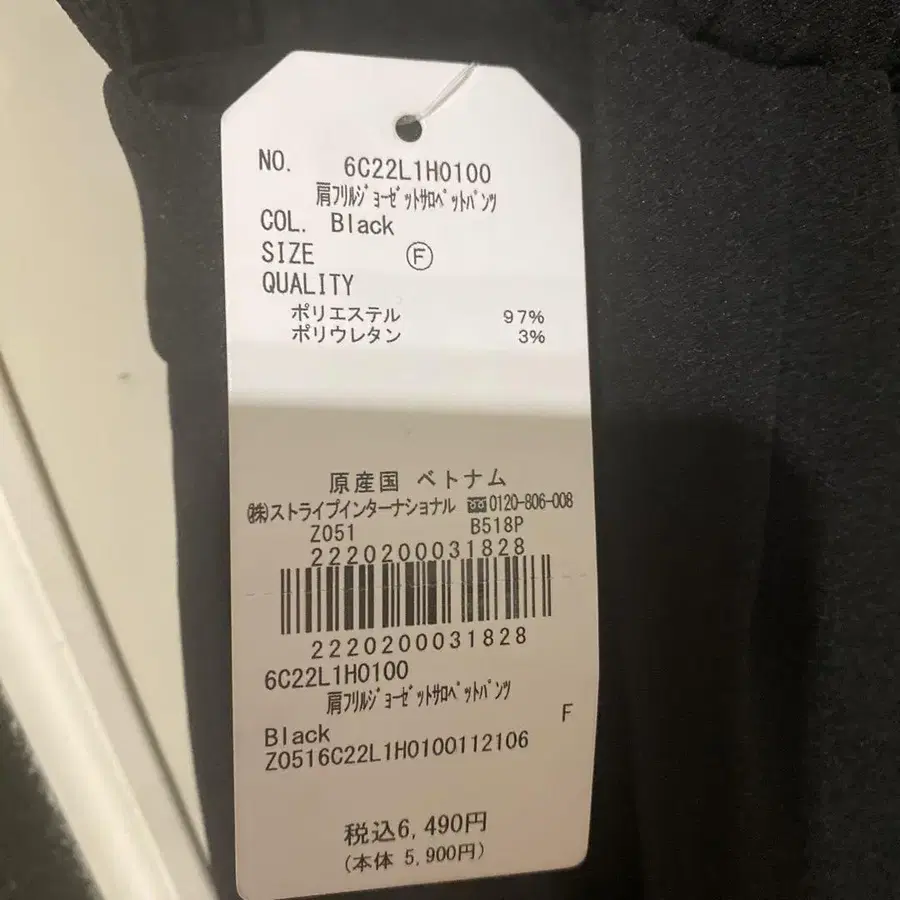 NO. 6C22L1H0100
肩フリルジョーゼットサロペットパンツ
COL. Black
SIZE Ⓕ
QUALITY
ポリエステル 97%
ポリウレタン 3%
原産国 ベトナム
㈱ストライプインターナショナル ☎0120-806-008
Z051 B518P
2220200031828
2220200031828
6C22L1H0100
肩フリルジョーゼットサロペットパンツ
F
Black
Z0516C22L1H0100112106
税込6,490円
(本体 5,900円)